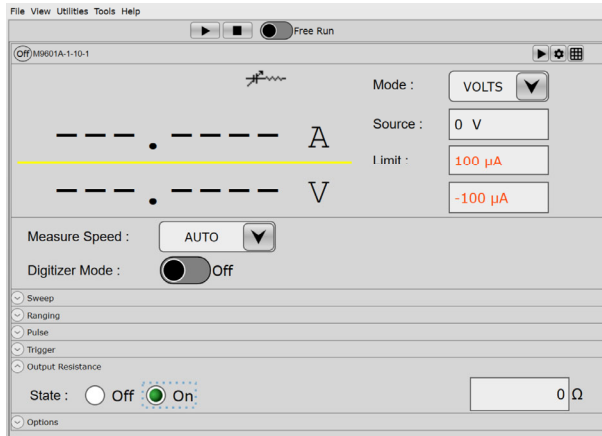 File View Utilities Tools Help
Free Run
Off M9601A-1-10-1
Mode :
VOLTS
Source :
0 V
Limit :
100 µA
-100 µA
---.---- A
---.---- V
Measure Speed :
AUTO
Digitizer Mode :
Off
Sweep
Ranging
Pulse
Trigger
Output Resistance
State : Off On
0 Ω
Options